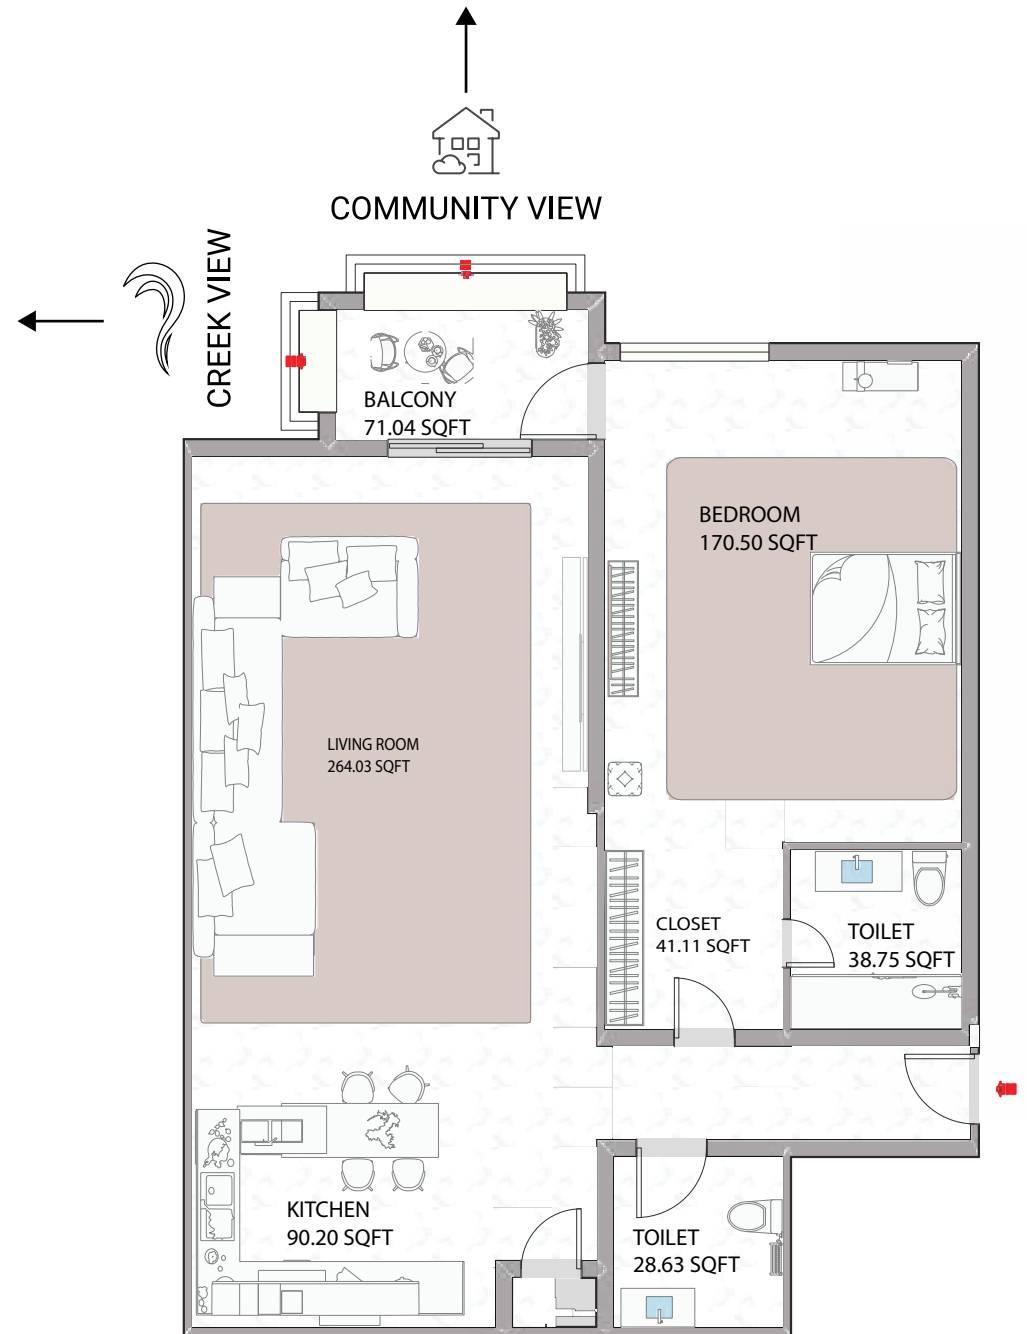 COMMUNITY VIEW
CREEK VIEW
BALCONY
71.04 SQFT
BEDROOM
170.50 SQFT
LIVING ROOM
264.03 SQFT
CLOSET
41.11 SQFT
TOILET
38.75 SQFT
KITCHEN
90.20 SQFT
TOILET
28.63 SQFT